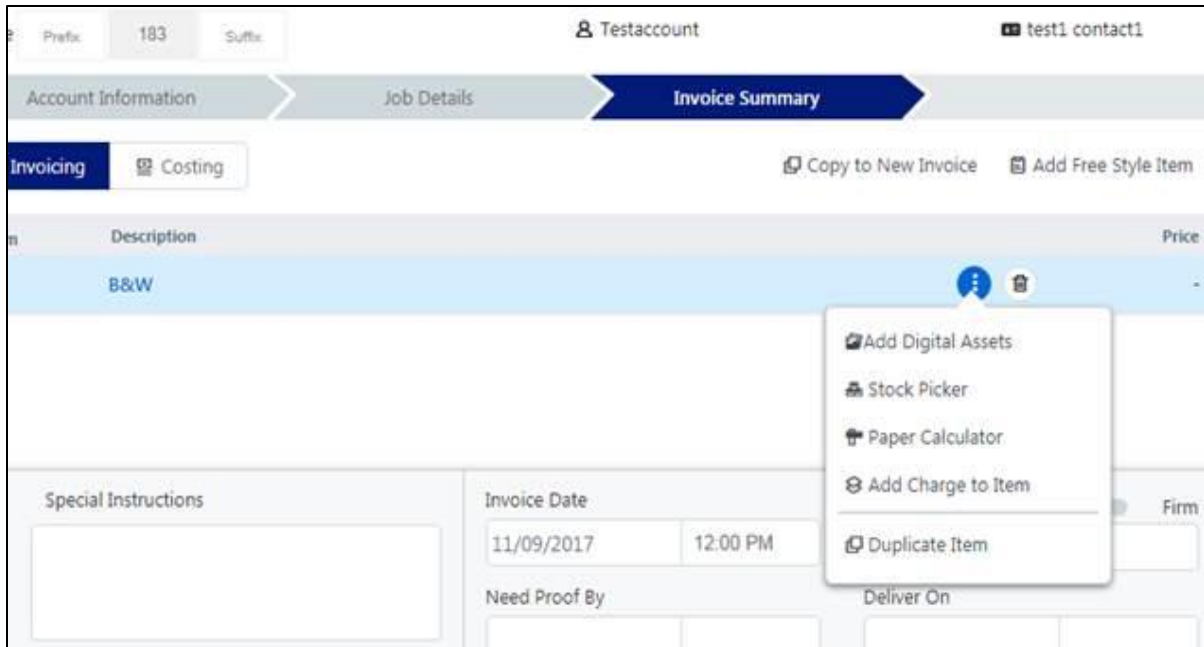 Prefix 183 Suffix Testaccount test1 contact1
Account Information Job Details Invoice Summary
Invoicing Costing Copy to New Invoice Add Free Style Item
Description Price
B&W -
Add Digital Assets
Stock Picker
Paper Calculator
Add Charge to Item
Duplicate Item
Special Instructions Invoice Date Firm
11/09/2017 12:00 PM
Need Proof By Deliver On